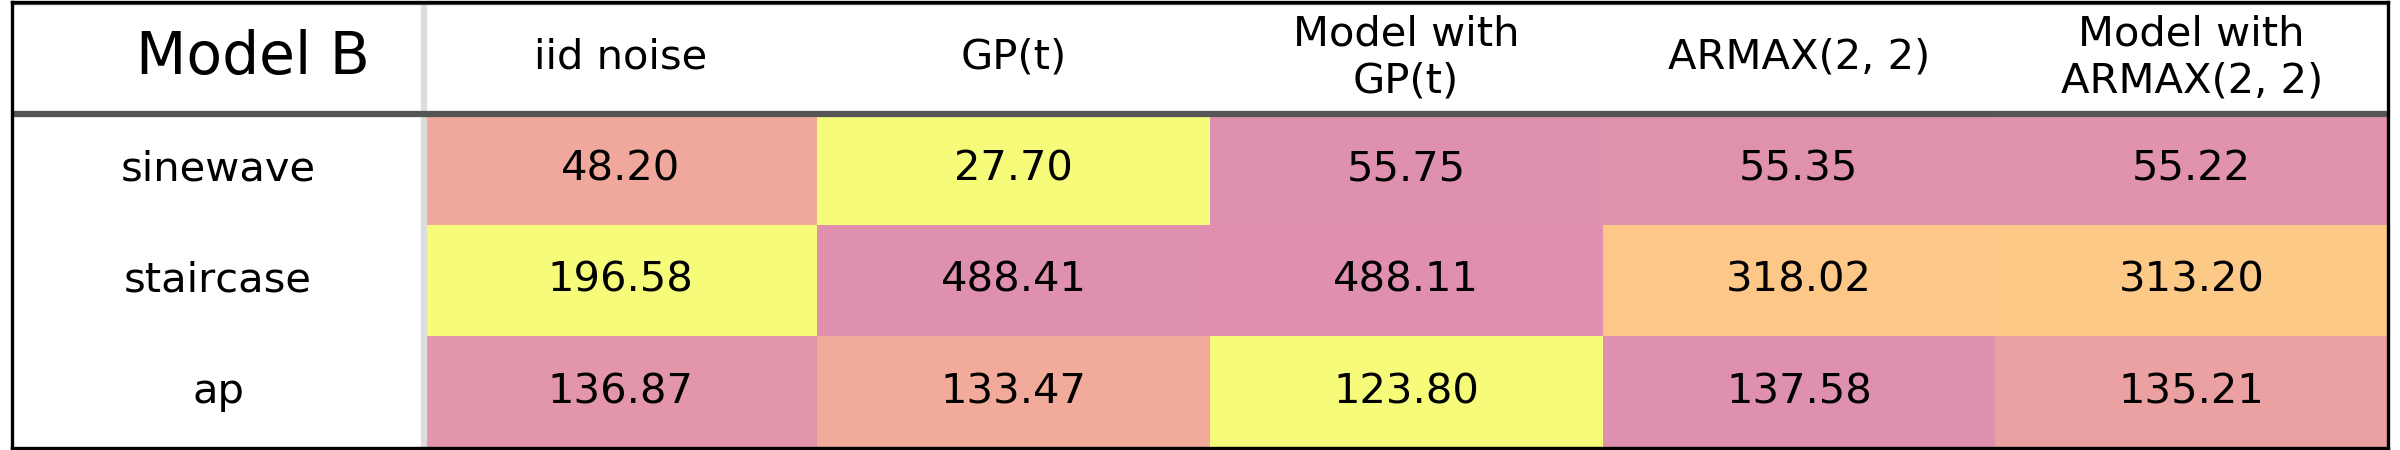 Model B iid noise GP(t) Model with GP(t) ARMAX(2, 2) Model with ARMAX(2, 2)
sinewave 48.20 27.70 55.75 55.35 55.22
staircase 196.58 488.41 488.11 318.02 313.20
ap 136.87 133.47 123.80 137.58 135.21